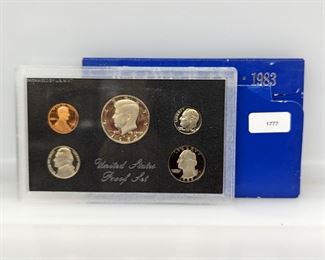 1983
1777
United States
Proof Set